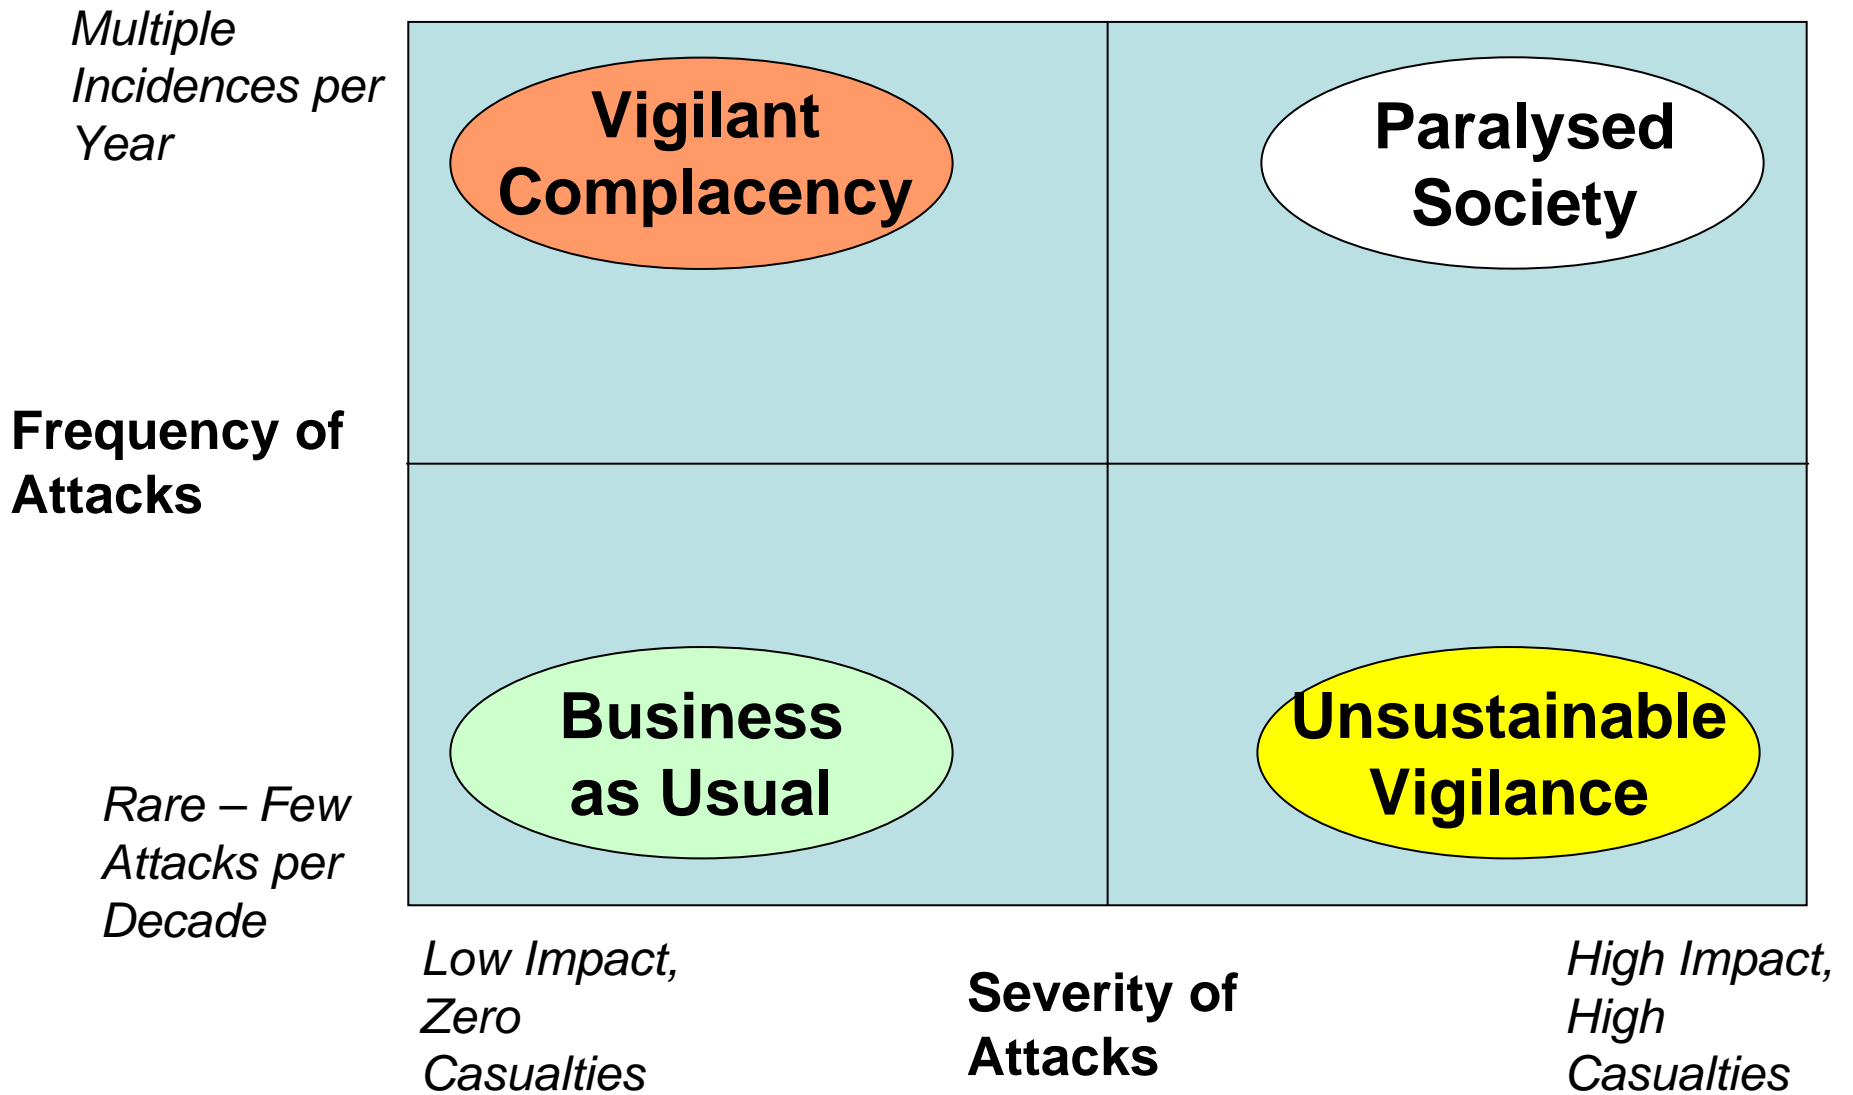 Multiple
Incidences per
Year
Vigilant
Complacency
Paralysed
Society
Frequency of
Attacks
Business
as Usual
Unsustainable
Vigilance
Rare – Few
Attacks per
Decade
Low Impact,
Zero
Casualties
Severity of
Attacks
High Impact,
High
Casualties